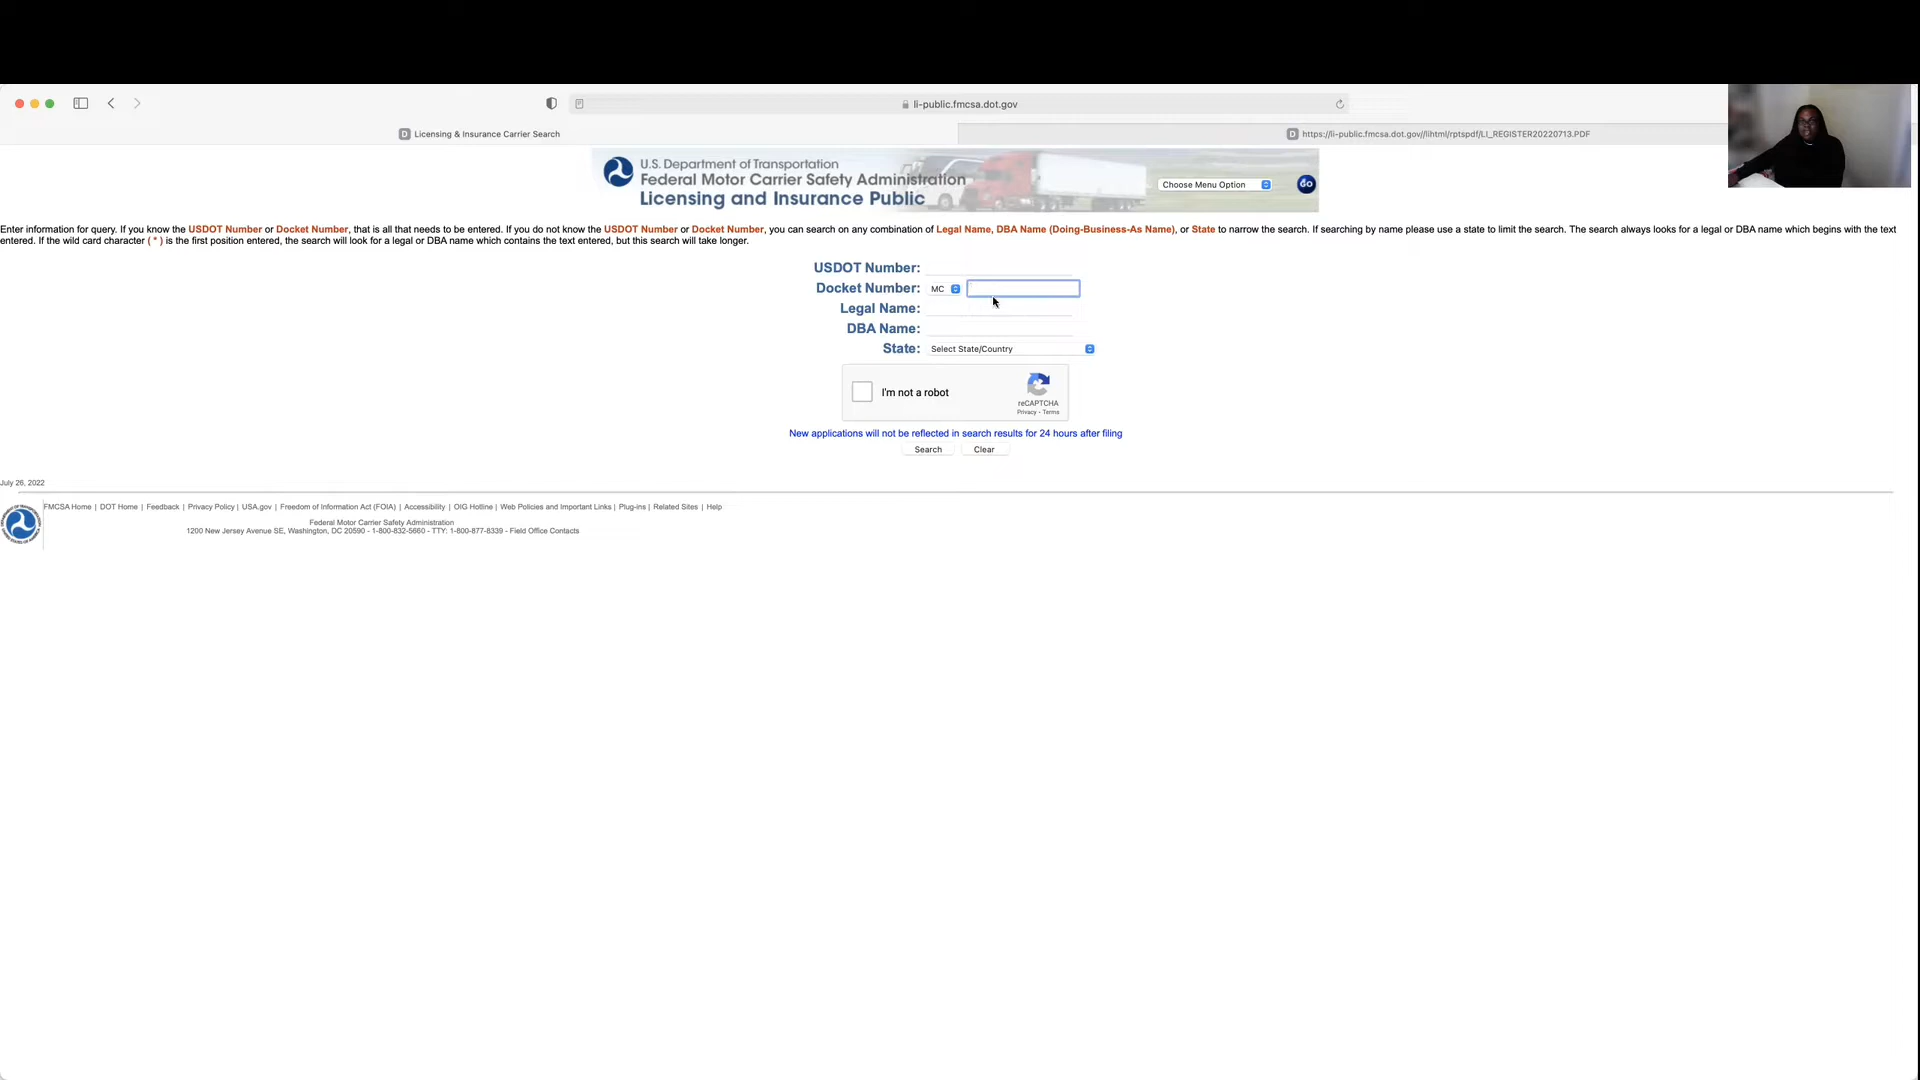 li-public.fmcsa.dot.gov
D Licensing & Insurance Carrier Search
D https://li-public.fmcsa.dot.gov//lihtml/rptspdf/LI_REGISTER20220713.PDF
U.S. Department of Transportation
Federal Motor Carrier Safety Administration
Licensing and Insurance Public
Choose Menu Option
GO
Enter information for query. If you know the USDOT Number or Docket Number, that is all that needs to be entered. If you do not know the USDOT Number or Docket Number, you can search on any combination of Legal Name, DBA Name (Doing-Business-As Name), or State to narrow the search. If searching by name please use a state to limit the search. The search always looks for a legal or DBA name which begins with the text
entered. If the wild card character ( * ) is the first position entered, the search will look for a legal or DBA name which contains the text entered, but this search will take longer.
USDOT Number:
Docket Number: MC
Legal Name:
DBA Name:
State: Select State/Country
I'm not a robot
reCAPTCHA
Privacy - Terms
New applications will not be reflected in search results for 24 hours after filing
Search Clear
July 26, 2022
FMCSA Home | DOT Home | Feedback | Privacy Policy | USA.gov | Freedom of Information Act (FOIA) | Accessibility | OIG Hotline | Web Policies and Important Links | Plug-ins | Related Sites | Help
Federal Motor Carrier Safety Administration
1200 New Jersey Avenue SE, Washington, DC 20590 - 1-800-832-5660 - TTY: 1-800-877-8339 - Field Office Contacts